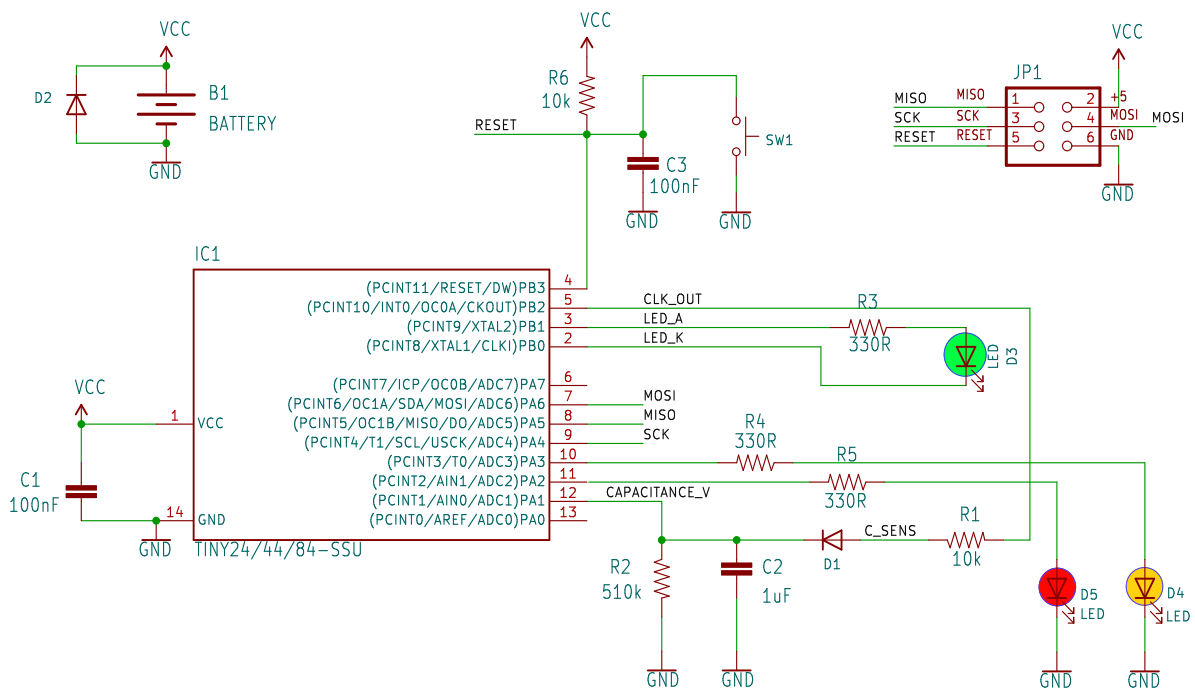 VCC
D2
B1
BATTERY
GND
VCC
R6
10k
RESET
C3
100nF
SW1
GND
GND
VCC
JP1
MISO
MISO
1
2
+5
SCK
SCK
3
4
MOSI
MOSI
RESET
RESET
5
6
GND
GND
IC1
(PCINT11/RESET/DW)PB3
4
(PCINT10/INT0/OC0A/CKOUT)PB2
5
CLK_OUT
(PCINT9/XTAL2)PB1
3
LED_A
R3
330R
(PCINT8/XTAL1/CLKI)PB0
2
LED_K
LED
D3
(PCINT7/ICP/OC0B/ADC7)PA7
6
(PCINT6/OC1A/SDA/MOSI/ADC6)PA6
7
MOSI
(PCINT5/OC1B/MISO/DO/ADC5)PA5
8
MISO
(PCINT4/T1/SCL/USCK/ADC4)PA4
9
SCK
(PCINT3/T0/ADC3)PA3
10
R4
330R
(PCINT2/AIN1/ADC2)PA2
11
R5
330R
(PCINT1/AIN0/ADC1)PA1
12
CAPACITANCE_V
(PCINT0/AREF/ADC0)PA0
13
VCC
1
VCC
C1
100nF
14
GND
GND
TINY24/44/84-SSU
R2
510k
C2
1uF
D1
C_SENS
R1
10k
D5
LED
D4
LED
GND
GND
GND
GND